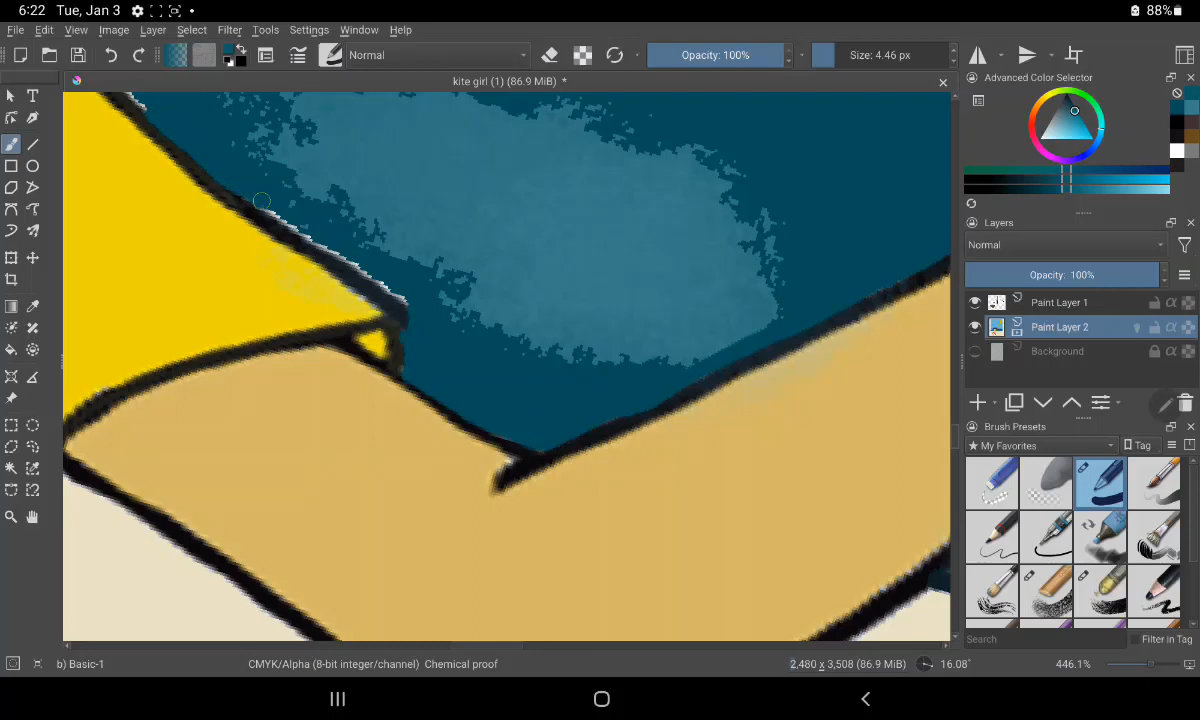 6:22 Tue, Jan 3
88%
File Edit View Image Layer Select Filter Tools Settings Window Help
Normal
Opacity: 100%
Size: 4.46 px
kite girl (1) (86.9 MiB) *
Advanced Color Selector
Layers
Normal
Opacity: 100%
Paint Layer 1
Paint Layer 2
Background
Brush Presets
My Favorites
Tag
Search
Filter in Tag
b) Basic-1
CMYK/Alpha (8-bit integer/channel) Chemical proof
2,480 x 3,508 (86.9 MiB)
16.08°
446.1%